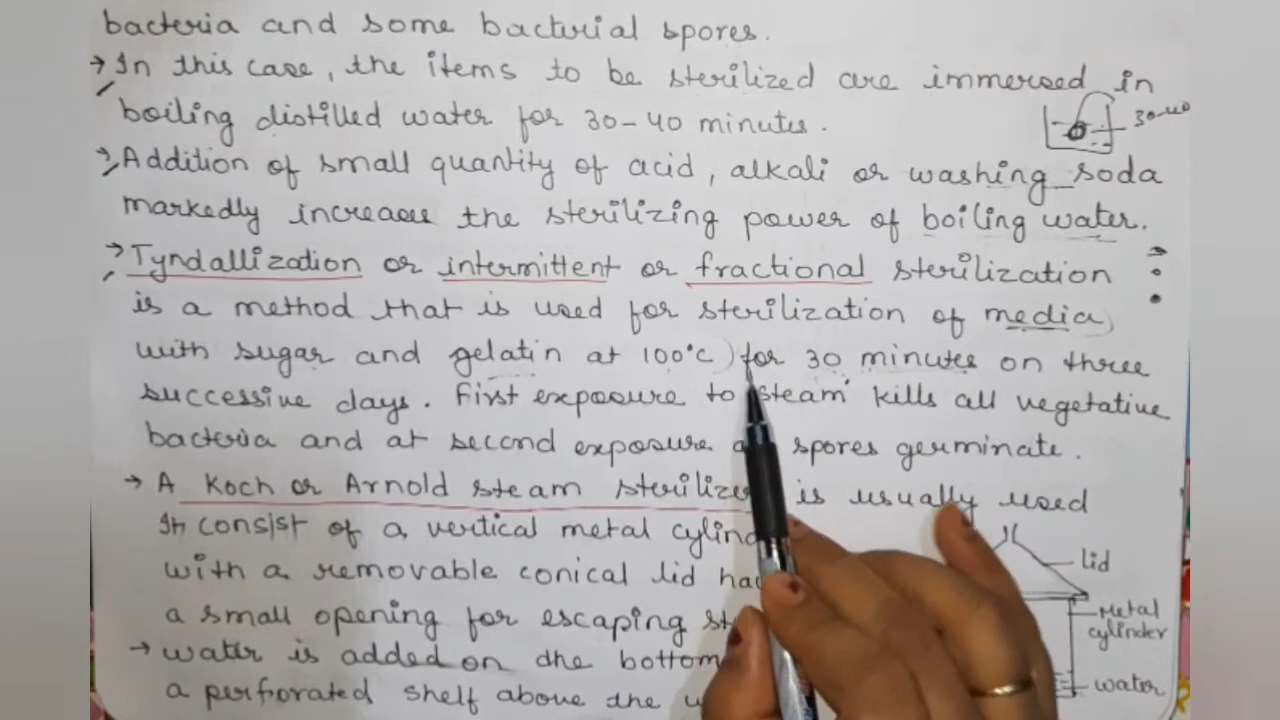 bacteria and some bacterial spores.
→ In this case, the items to be sterilized are immersed in
boiling distilled water for 30-40 minutes.
30-40
→ Addition of small quantity of acid, alkali or washing soda
markedly increase the sterilizing power of boiling water.
→ Tyndallization or intermittent or fractional sterilization
is a method that is used for sterilization of media
with sugar and gelatin at 100°C) for 30 minutes on three
successive days. First exposure to steam kills all vegetative
bacteria and at second exposure a spores germinate.
→ A Koch or Arnold steam sterilizer is usually used
It consist of a vertical metal cylind
with a removable conical lid ha
a small opening for escaping st
→ water is added on dhe bottom
a perforated shelf above the w
lid
Metal
cylinder
water